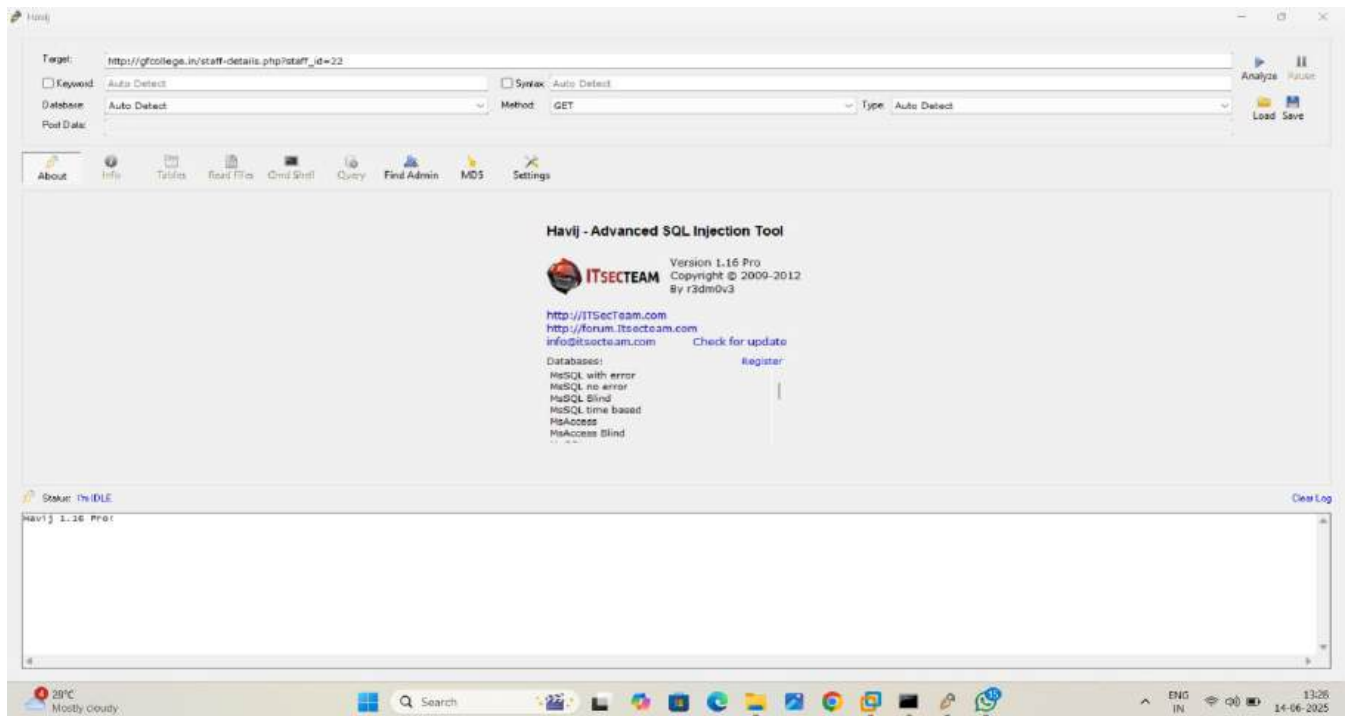 Havij
Target: http://gfcollege.in/staff-details.php?staff_id=22
Keyword: Auto Detect Syntax: Auto Detect
Analyze Pause
Database: Auto Detect Method: GET Type: Auto Detect
Load Save
Post Data:
About Info Tables Read Files Cmd Shell Query Find Admin MD5 Settings
Havij - Advanced SQL Injection Tool
ITSECTEAM
Version 1.16 Pro
Copyright © 2009-2012
By r3dm0v3
http://ITSecTeam.com
http://forum.Itsecteam.com
info@itsecteam.com Check for update
Databases: Register
MsSQL with error
MsSQL no error
MsSQL Blind
MsSQL time based
MsAccess
MsAccess Blind
Status: I'm IDLE Clear Log
Havij 1.16 Pro!
4
29°C
Mostly cloudy
Search
15
ENG
IN
13:26
14-06-2025